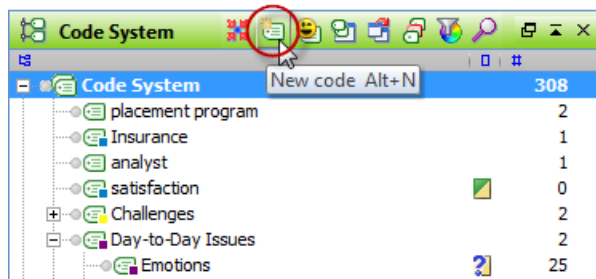 Code System
#
New code Alt+N
Code System 308
placement program 2
Insurance 1
analyst 1
satisfaction 0
Challenges 2
Day-to-Day Issues 2
Emotions 25